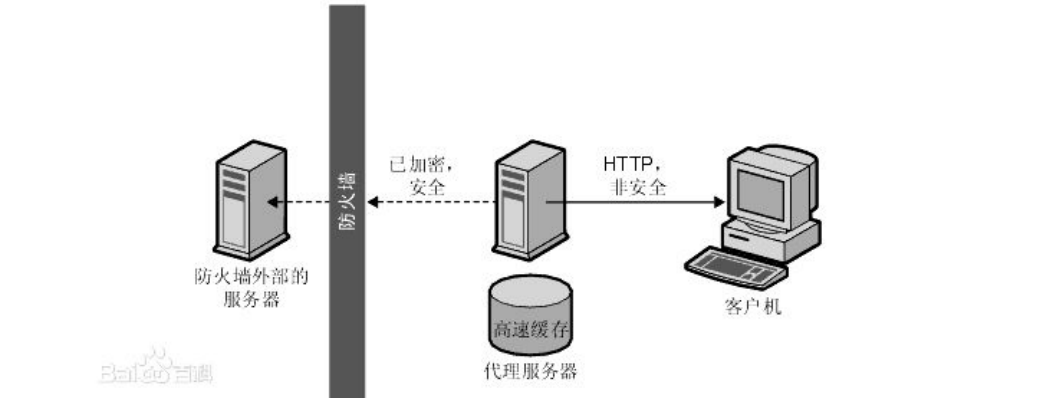 已加密，
安全
HTTP，
非安全
防火墙
防火墙外部的
服务器
高速缓存
代理服务器
客户机
Bai百科